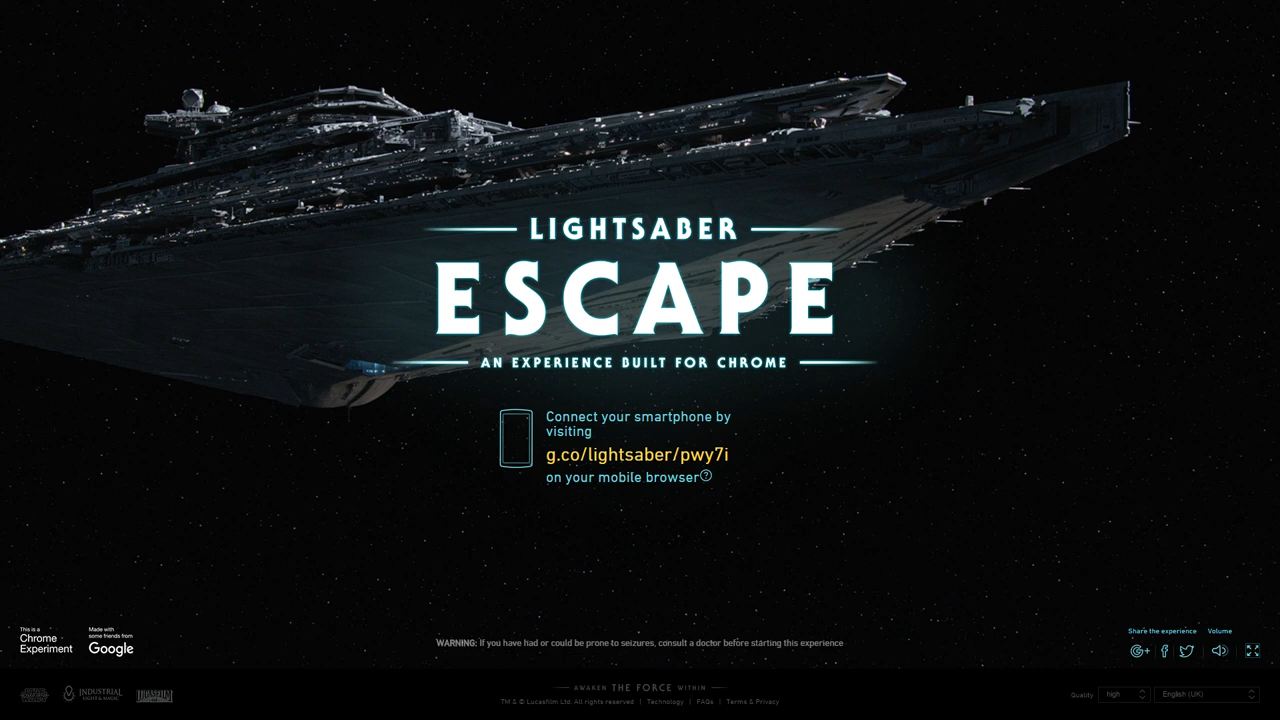 LIGHTSABER
ESCAPE
AN EXPERIENCE BUILT FOR CHROME
Connect your smartphone by
visiting
g.co/lightsaber/pwy7i
on your mobile browser?
This is a
Chrome
Experiment
Made with
some friends from
Google
WARNING: If you have had or could be prone to seizures, consult a doctor before starting this experience
Share the experience
Volume
G+
INDUSTRIAL
LIGHT & MAGIC
LUCASFILM
AWAKEN THE FORCE WITHIN
TM & © Lucasfilm Ltd. All rights reserved | Technology | FAQs | Terms & Privacy
Quality
high
English (UK)